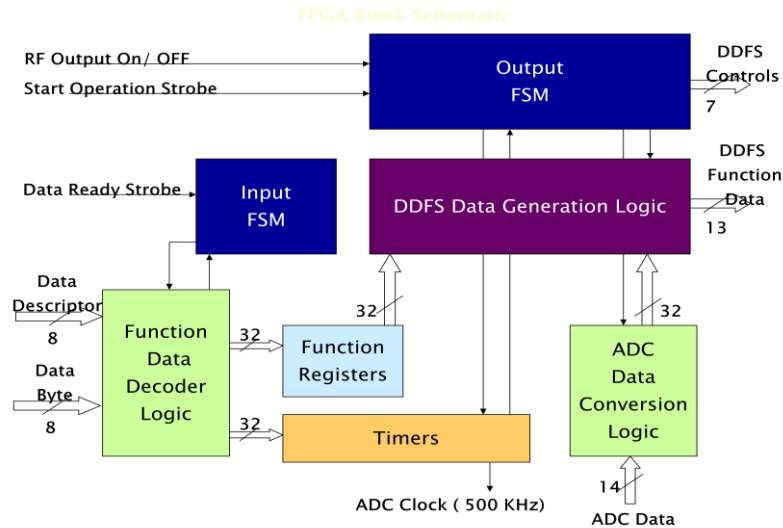 FPGA Block Schematic
RF Output On/ OFF
Start Operation Strobe
Output
FSM
DDFS
Controls
7
Data Ready Strobe
Input
FSM
DDFS Data Generation Logic
DDFS
Function
Data
13
Data
Descriptor
8
Data
Byte
8
Function
Data
Decoder
Logic
32
32
Function
Registers
32
Timers
ADC Clock ( 500 KHz)
32
ADC
Data
Conversion
Logic
14
ADC Data